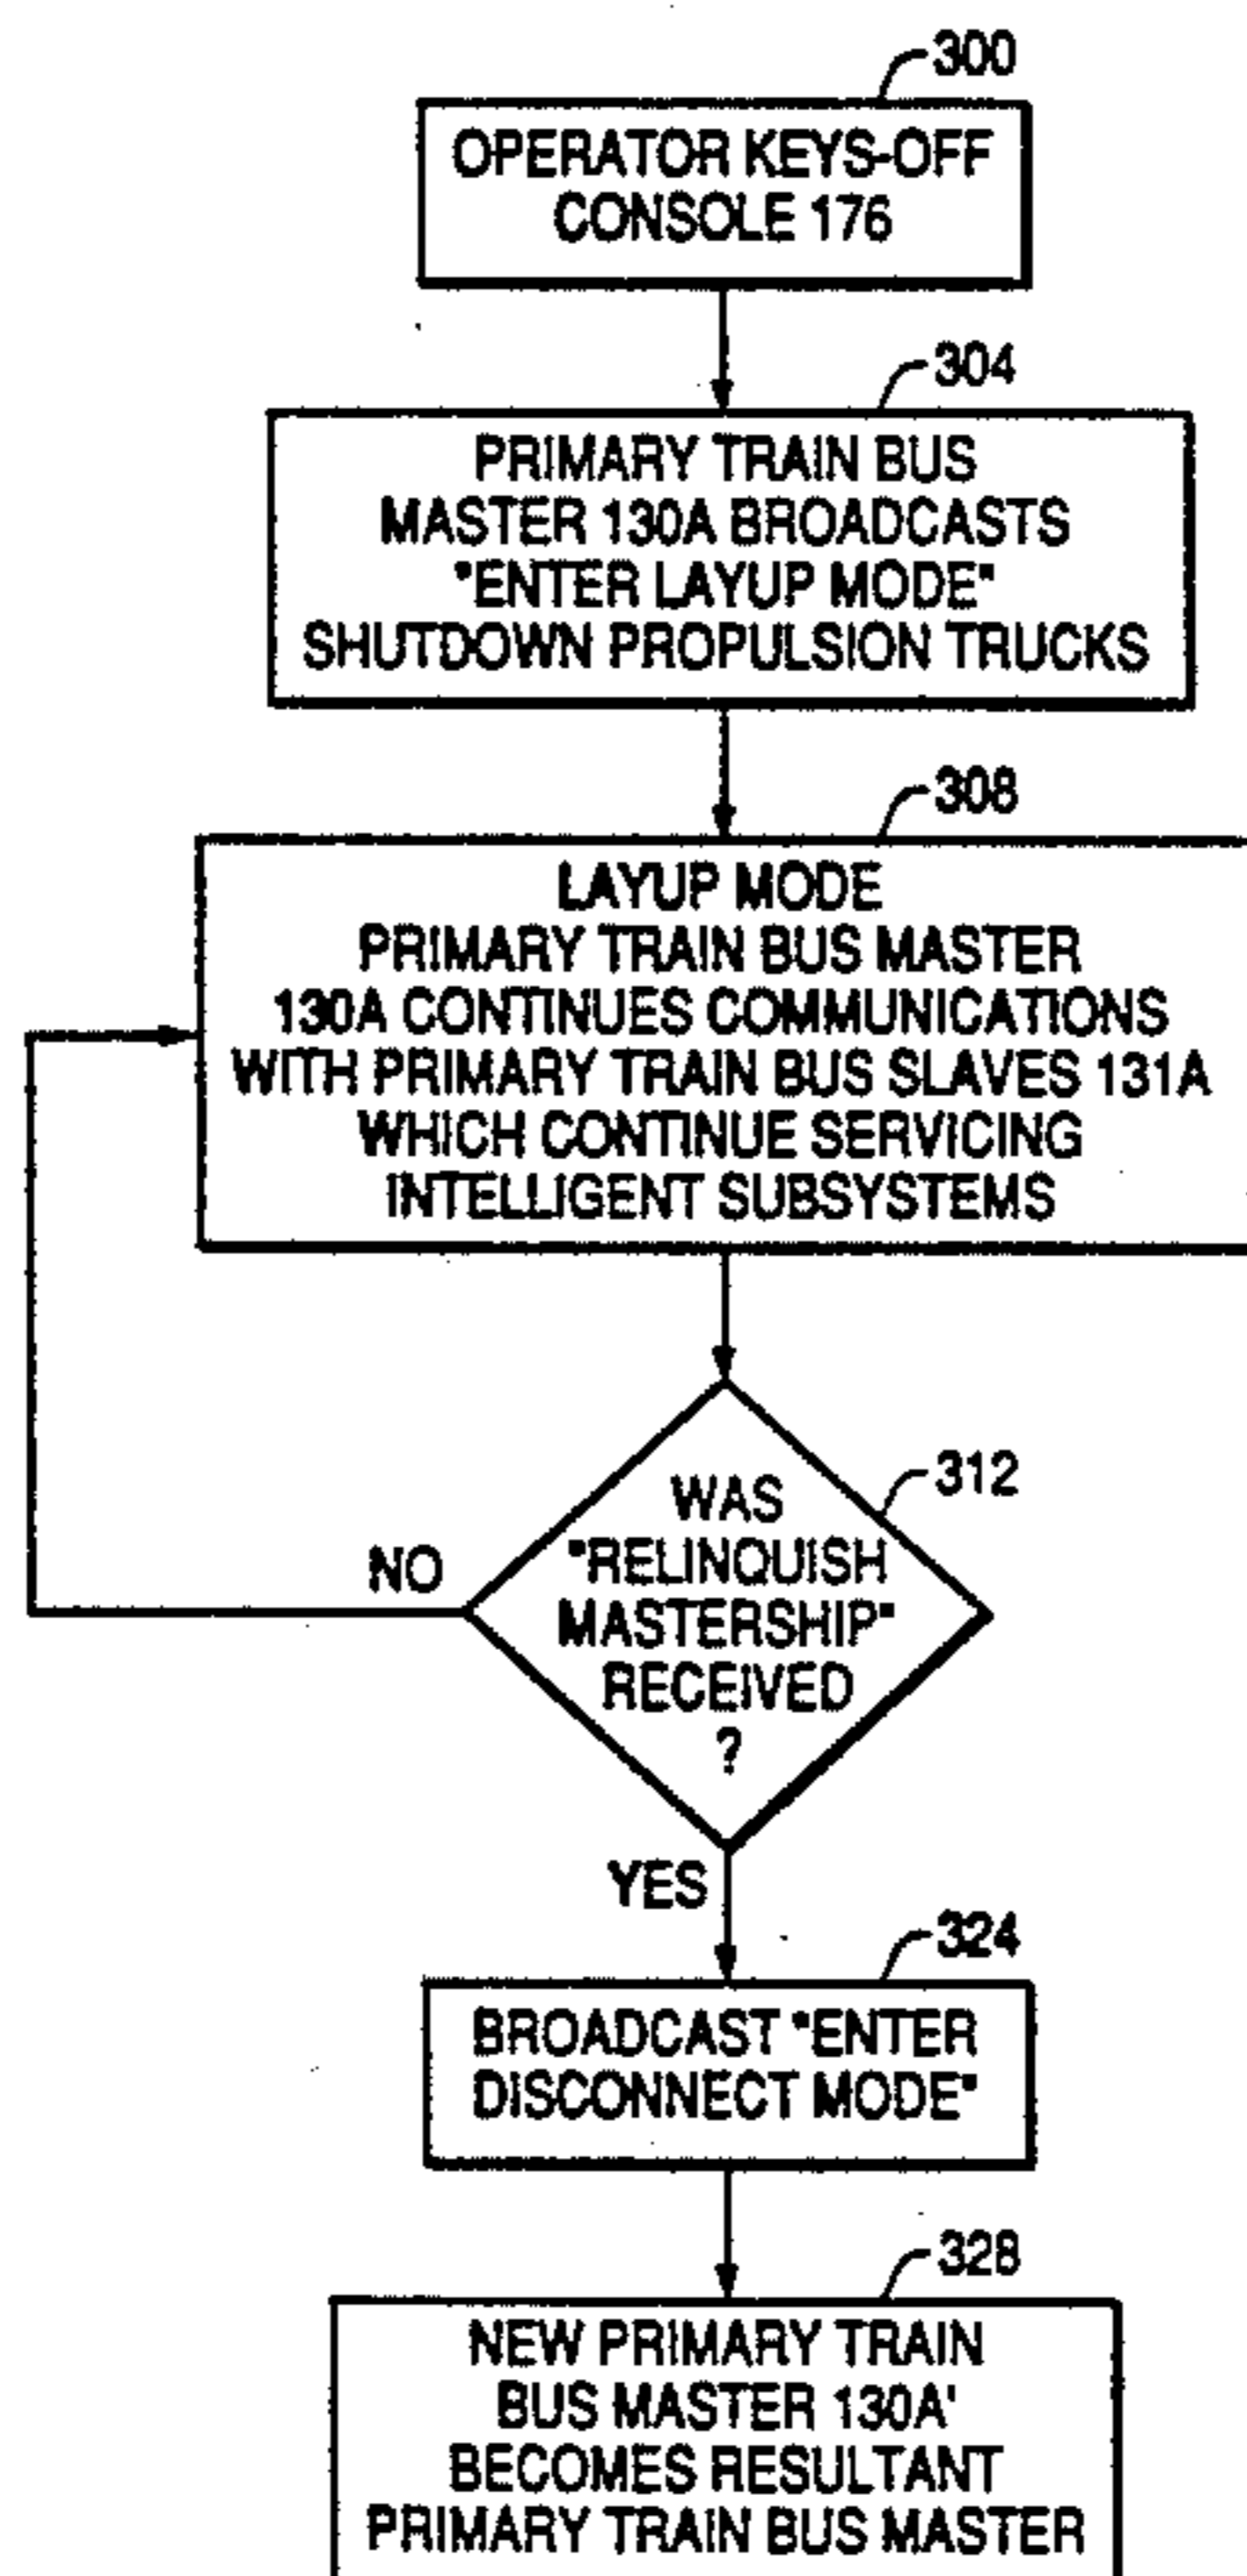 300
OPERATOR KEYS-OFF
CONSOLE 176
304
PRIMARY TRAIN BUS
MASTER 130A BROADCASTS
"ENTER LAYUP MODE"
SHUTDOWN PROPULSION TRUCKS
308
LAYUP MODE
PRIMARY TRAIN BUS MASTER
130A CONTINUES COMMUNICATIONS
WITH PRIMARY TRAIN BUS SLAVES 131A
WHICH CONTINUE SERVICING
INTELLIGENT SUBSYSTEMS
312
WAS
"RELINQUISH
MASTERSHIP"
RECEIVED
?
NO
YES
324
BROADCAST "ENTER
DISCONNECT MODE"
328
NEW PRIMARY TRAIN
BUS MASTER 130A'
BECOMES RESULTANT
PRIMARY TRAIN BUS MASTER